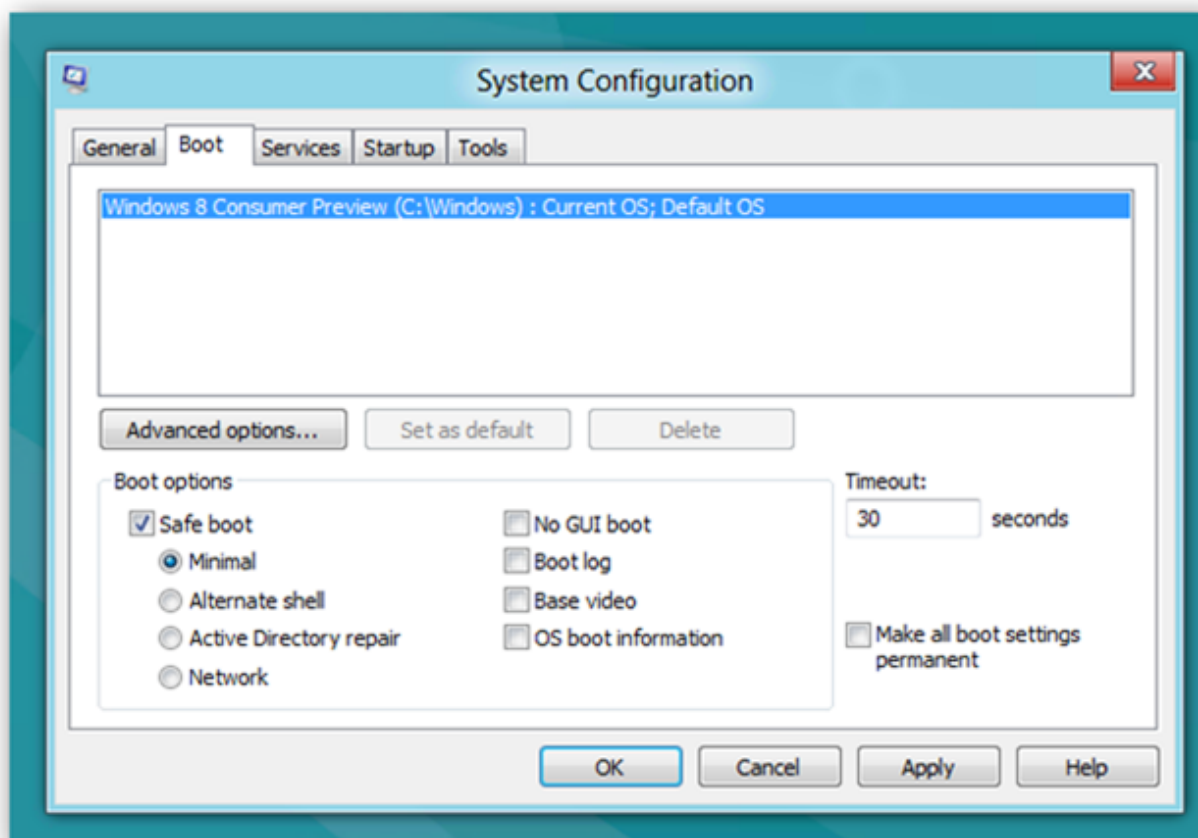 System Configuration
General Boot Services Startup Tools
Windows 8 Consumer Preview (C:\Windows) : Current OS; Default OS
Advanced options... Set as default Delete
Boot options
Safe boot
Minimal
Alternate shell
Active Directory repair
Network
No GUI boot
Boot log
Base video
OS boot information
Timeout:
30 seconds
Make all boot settings
permanent
OK Cancel Apply Help